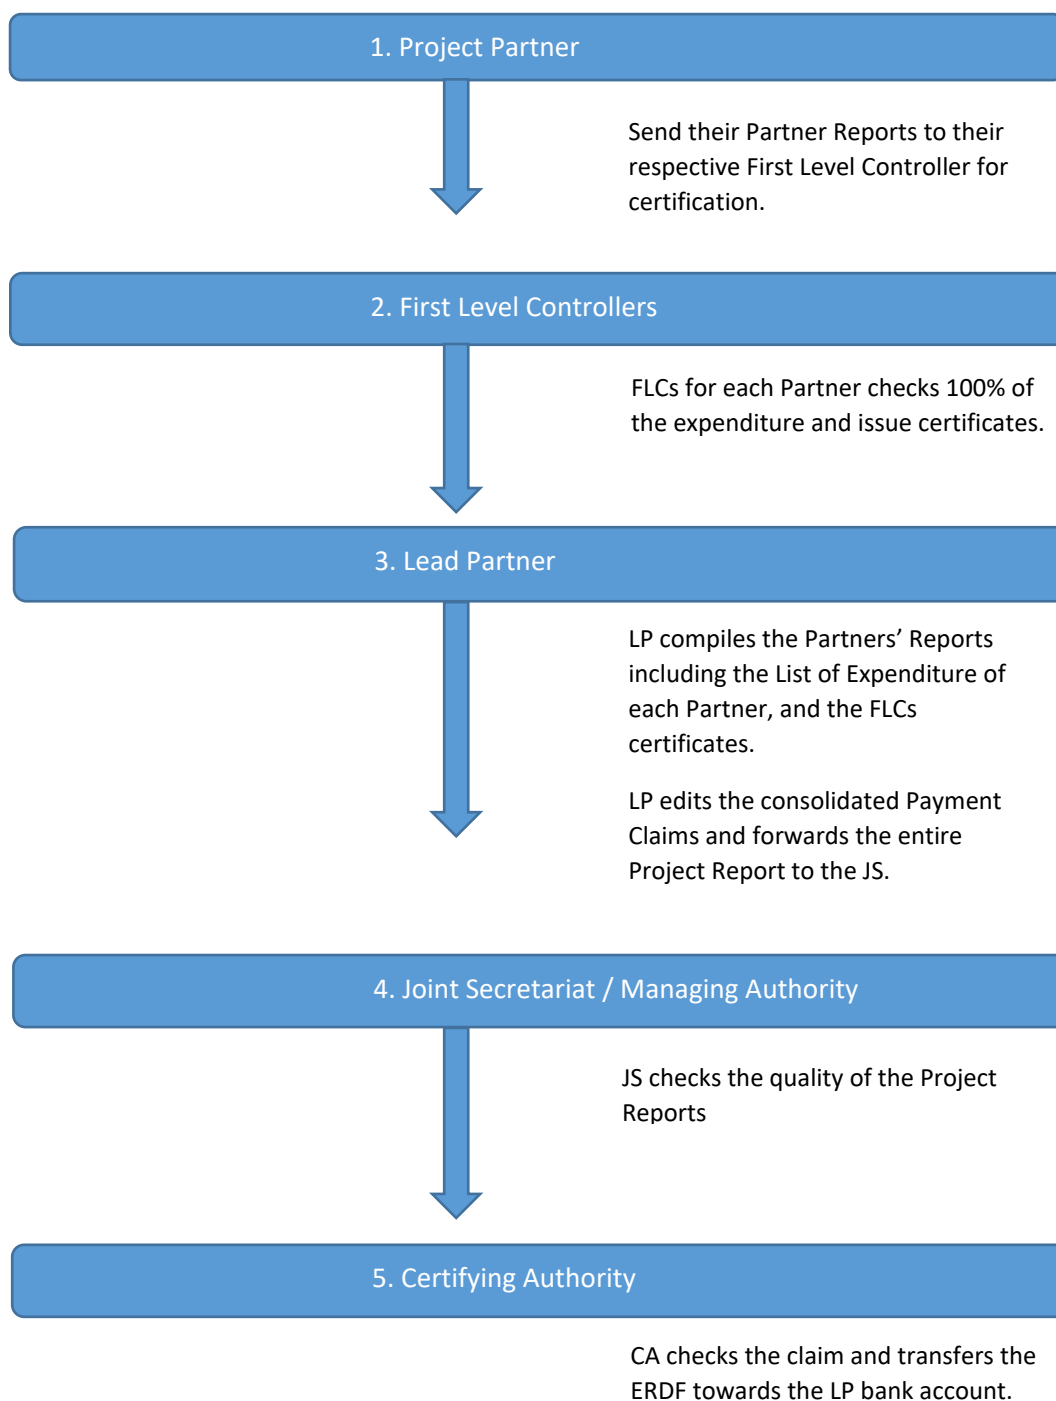 1. Project Partner
Send their Partner Reports to their
respective First Level Controller for
certification.
2. First Level Controllers
FLCs for each Partner checks 100% of
the expenditure and issue certificates.
3. Lead Partner
LP compiles the Partners’ Reports
including the List of Expenditure of
each Partner, and the FLCs
certificates.
LP edits the consolidated Payment
Claims and forwards the entire
Project Report to the JS.
4. Joint Secretariat / Managing Authority
JS checks the quality of the Project
Reports
5. Certifying Authority
CA checks the claim and transfers the
ERDF towards the LP bank account.